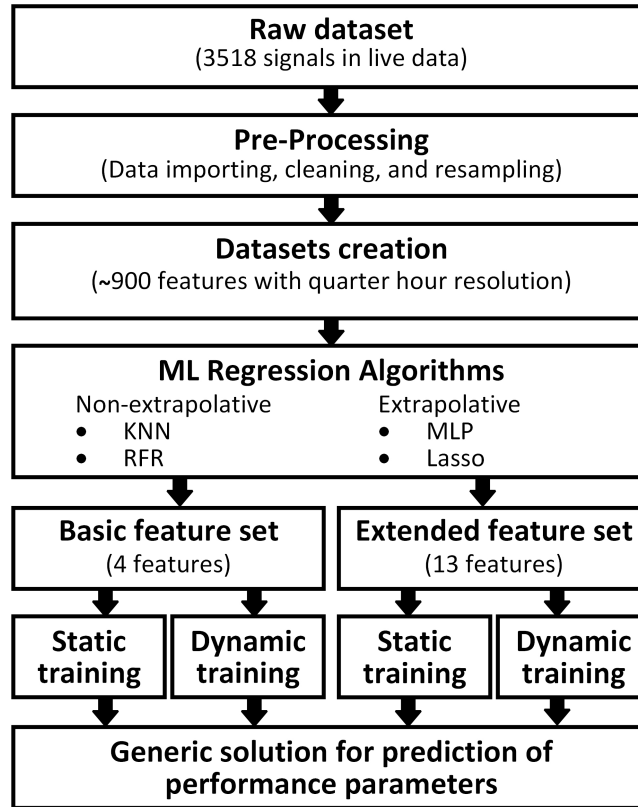 Raw dataset
(3518 signals in live data)
Pre-Processing
(Data importing, cleaning, and resampling)
Datasets creation
(~900 features with quarter hour resolution)
ML Regression Algorithms
Non-extrapolative
• KNN
• RFR
Extrapolative
• MLP
• Lasso
Basic feature set
(4 features)
Extended feature set
(13 features)
Static
training
Dynamic
training
Static
training
Dynamic
training
Generic solution for prediction of
performance parameters